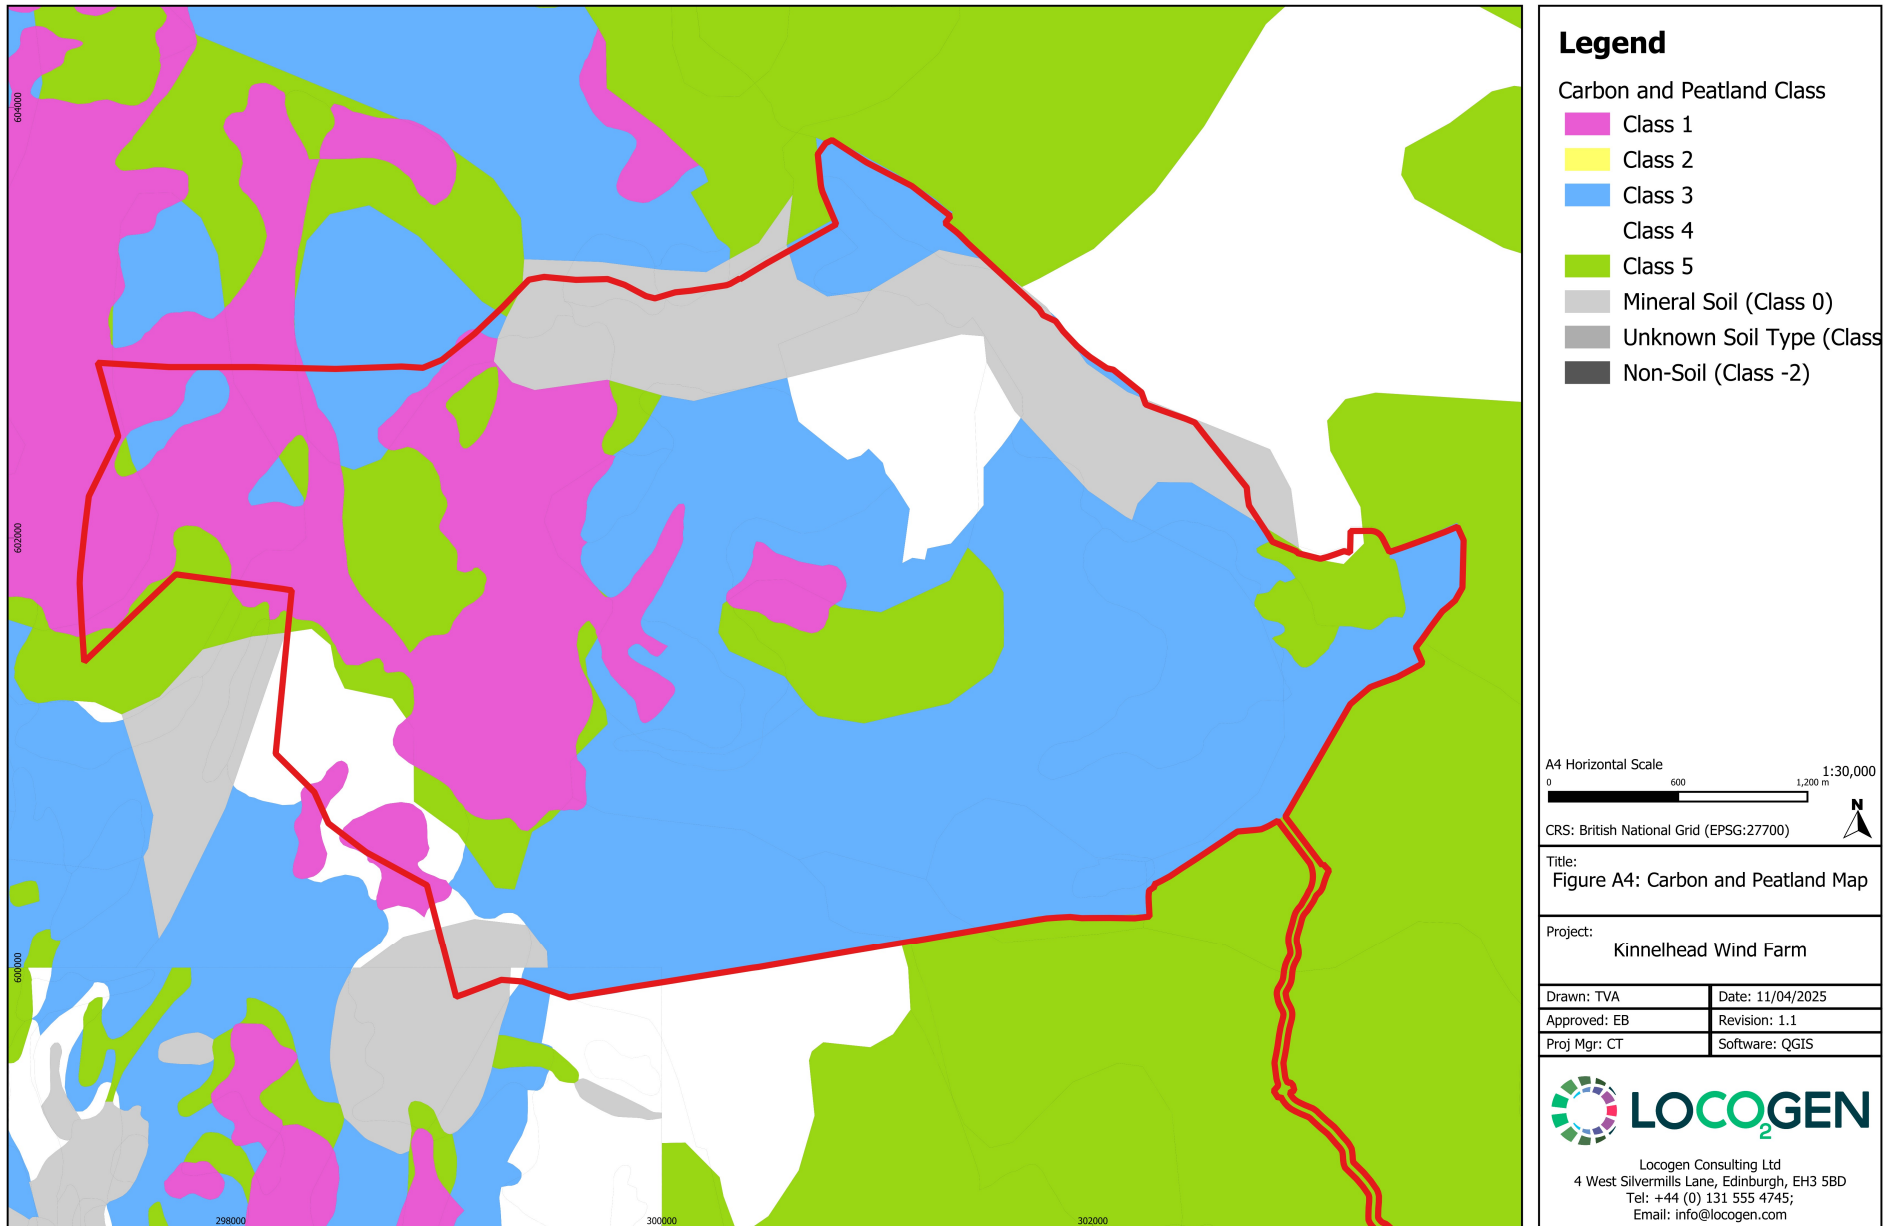 604000
602000
600000
298000
300000
302000
Legend
Carbon and Peatland Class
Class 1
Class 2
Class 3
Class 4
Class 5
Mineral Soil (Class 0)
Unknown Soil Type (Class
Non-Soil (Class -2)
A4 Horizontal Scale
1:30,000
0 600 1,200 m
N
CRS: British National Grid (EPSG:27700)
Title:
Figure A4: Carbon and Peatland Map
Project:
Kinnelhead Wind Farm
Drawn: TVA Date: 11/04/2025
Approved: EB Revision: 1.1
Proj Mgr: CT Software: QGIS
LOCO2GEN
Locogen Consulting Ltd
4 West Silvermills Lane, Edinburgh, EH3 5BD
Tel: +44 (0) 131 555 4745;
Email: info@locogen.com